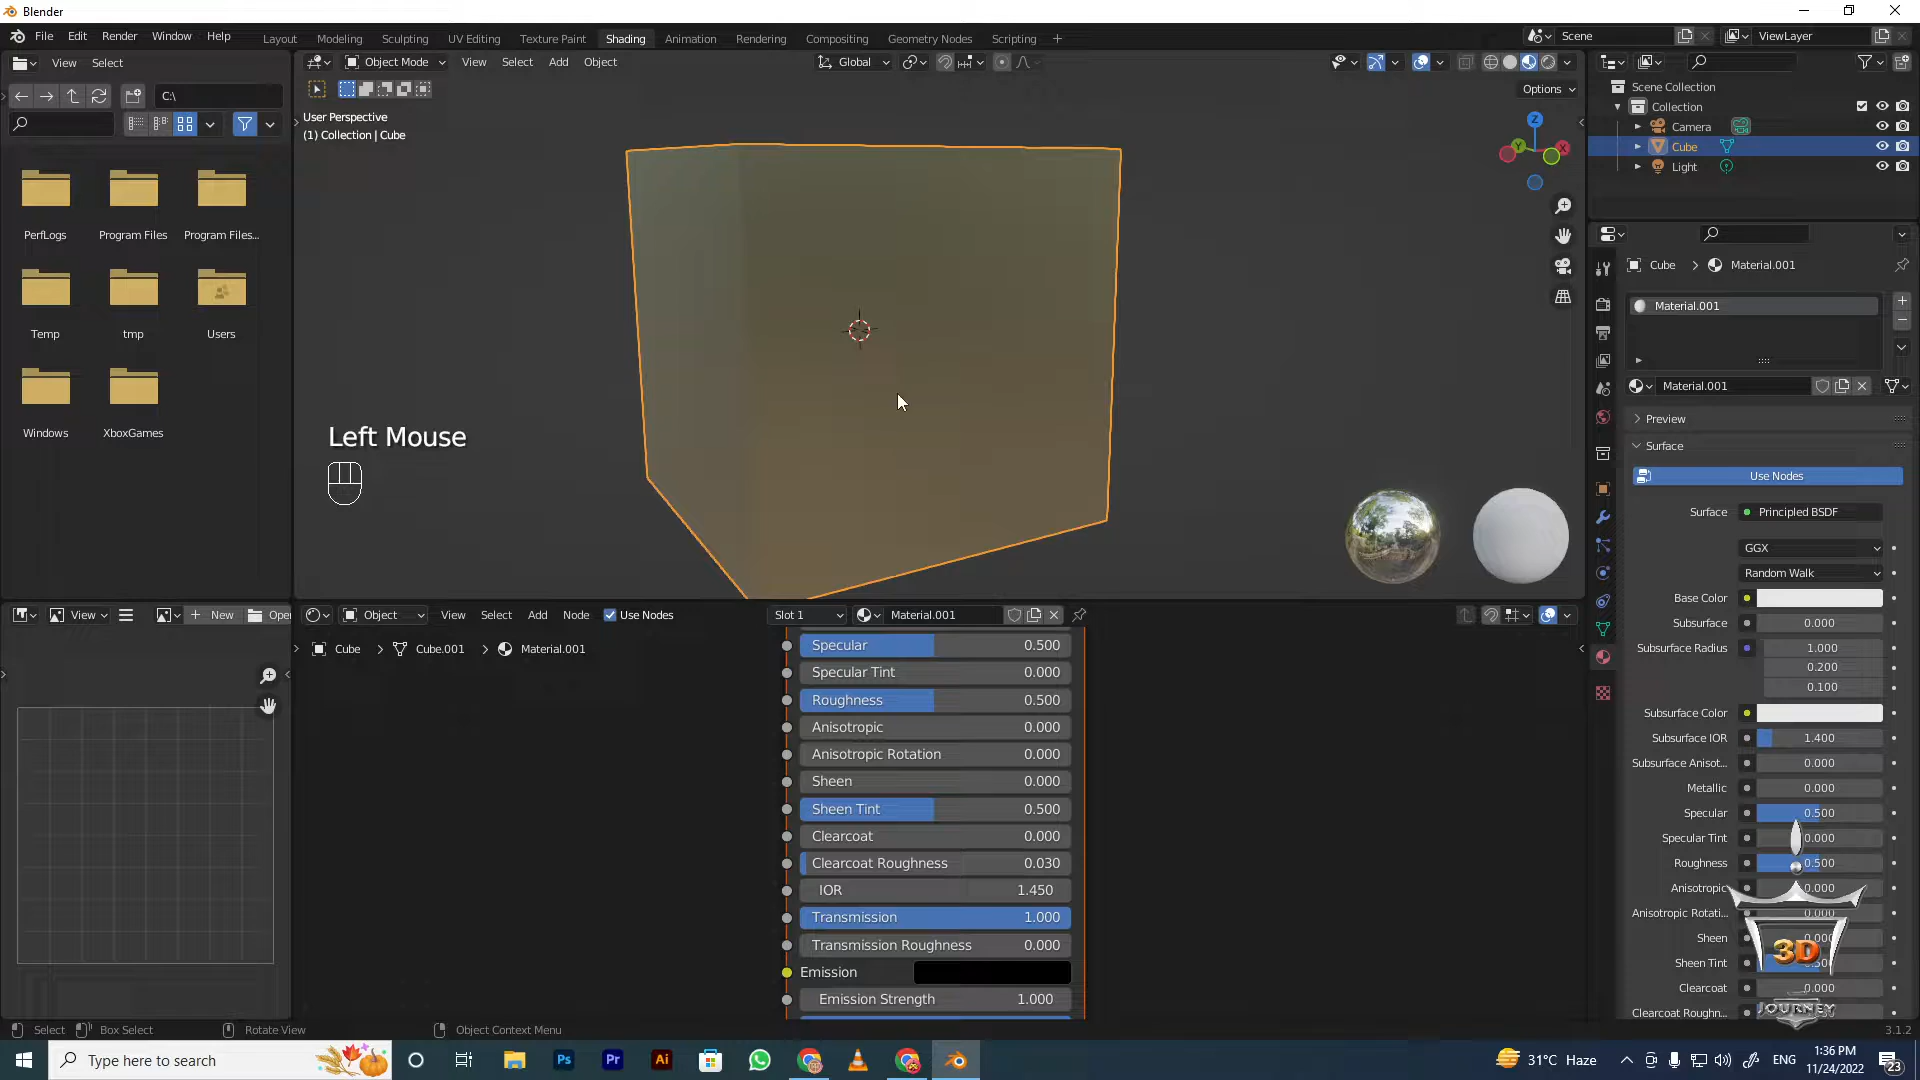 Blender
File Edit Render Window Help
Layout Modeling Sculpting UV Editing Texture Paint Shading Animation Rendering Compositing Geometry Nodes Scripting +
Scene
ViewLayer
View Select
C:\
PerfLogs
Program Files
Program Files...
Temp
tmp
Users
Windows
XboxGames
Object Mode View Select Add Object
Global
Options
User Perspective
(1) Collection | Cube
Z
Y
X
Left Mouse
Scene Collection
Collection
Camera
Cube
Light
Cube > Material.001
Material.001
Material.001
Preview
Surface
Use Nodes
Surface Principled BSDF
GGX
Random Walk
Base Color
Subsurface 0.000
Subsurface Radius 1.000
0.200
0.100
Subsurface Color
Subsurface IOR 1.400
Subsurface Anisot... 0.000
Metallic 0.000
Specular 0.500
Specular Tint 0.000
Roughness 0.500
Anisotropic 0.000
Anisotropic Rotati... 0.000
Sheen 0.000
Sheen Tint
Clearcoat 0.000
Clearcoat Roughn...
3D
JOURNEY
View
New
Open
Object View Select Add Node Use Nodes
Slot 1
Material.001
Cube > Cube.001 > Material.001
Specular 0.500
Specular Tint 0.000
Roughness 0.500
Anisotropic 0.000
Anisotropic Rotation 0.000
Sheen 0.000
Sheen Tint 0.500
Clearcoat 0.000
Clearcoat Roughness 0.030
IOR 1.450
Transmission 1.000
Transmission Roughness 0.000
Emission
Emission Strength 1.000
Select Box Select Rotate View Object Context Menu
3.1.2
Type here to search
Ps
Pr
Ai
31°C Haze
ENG
1:36 PM
11/24/2022
23